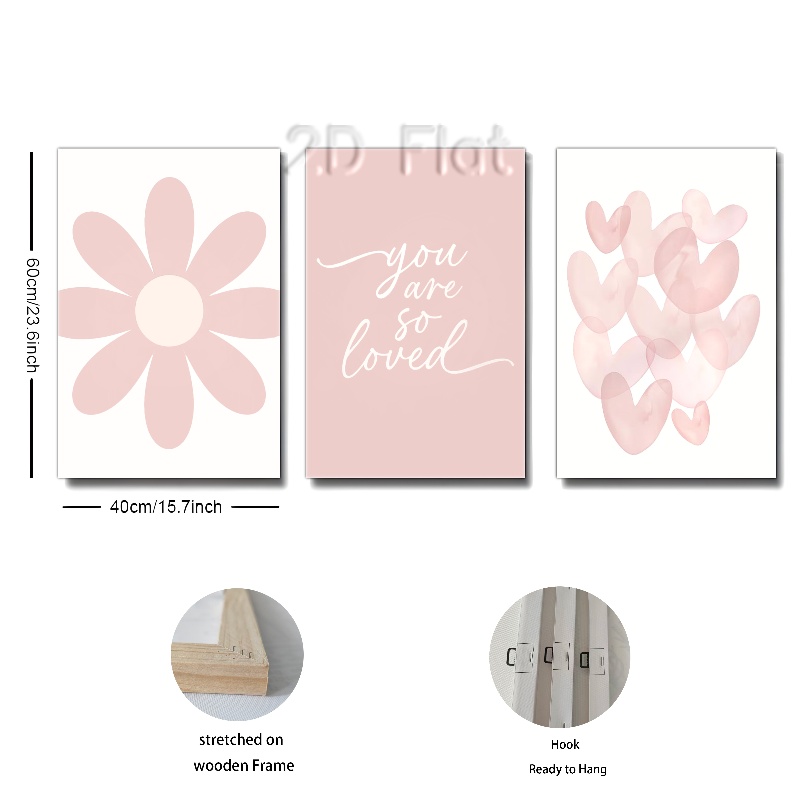 2D Flat
60cm/23.6inch
you
are
so
loved
40cm/15.7inch
stretched on
wooden Frame
Hook
Ready to Hang